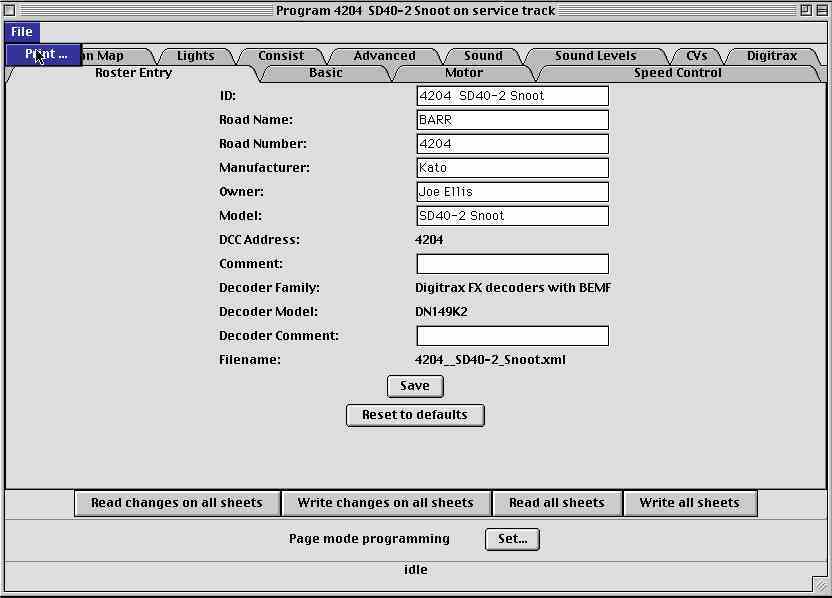 Program 4204 SD40-2 Snoot on service track
File
Print ...
on Map Lights Consist Advanced Sound Sound Levels CVs Digitrax
Roster Entry Basic Motor Speed Control
ID: 4204 SD40-2 Snoot
Road Name: BARR
Road Number: 4204
Manufacturer: Kato
Owner: Joe Ellis
Model: SD40-2 Snoot
DCC Address: 4204
Comment:
Decoder Family: Digitrax FX decoders with BEMF
Decoder Model: DN149K2
Decoder Comment:
Filename: 4204__SD40-2_Snoot.xml
Save
Reset to defaults
Read changes on all sheets Write changes on all sheets Read all sheets Write all sheets
Page mode programming Set...
idle